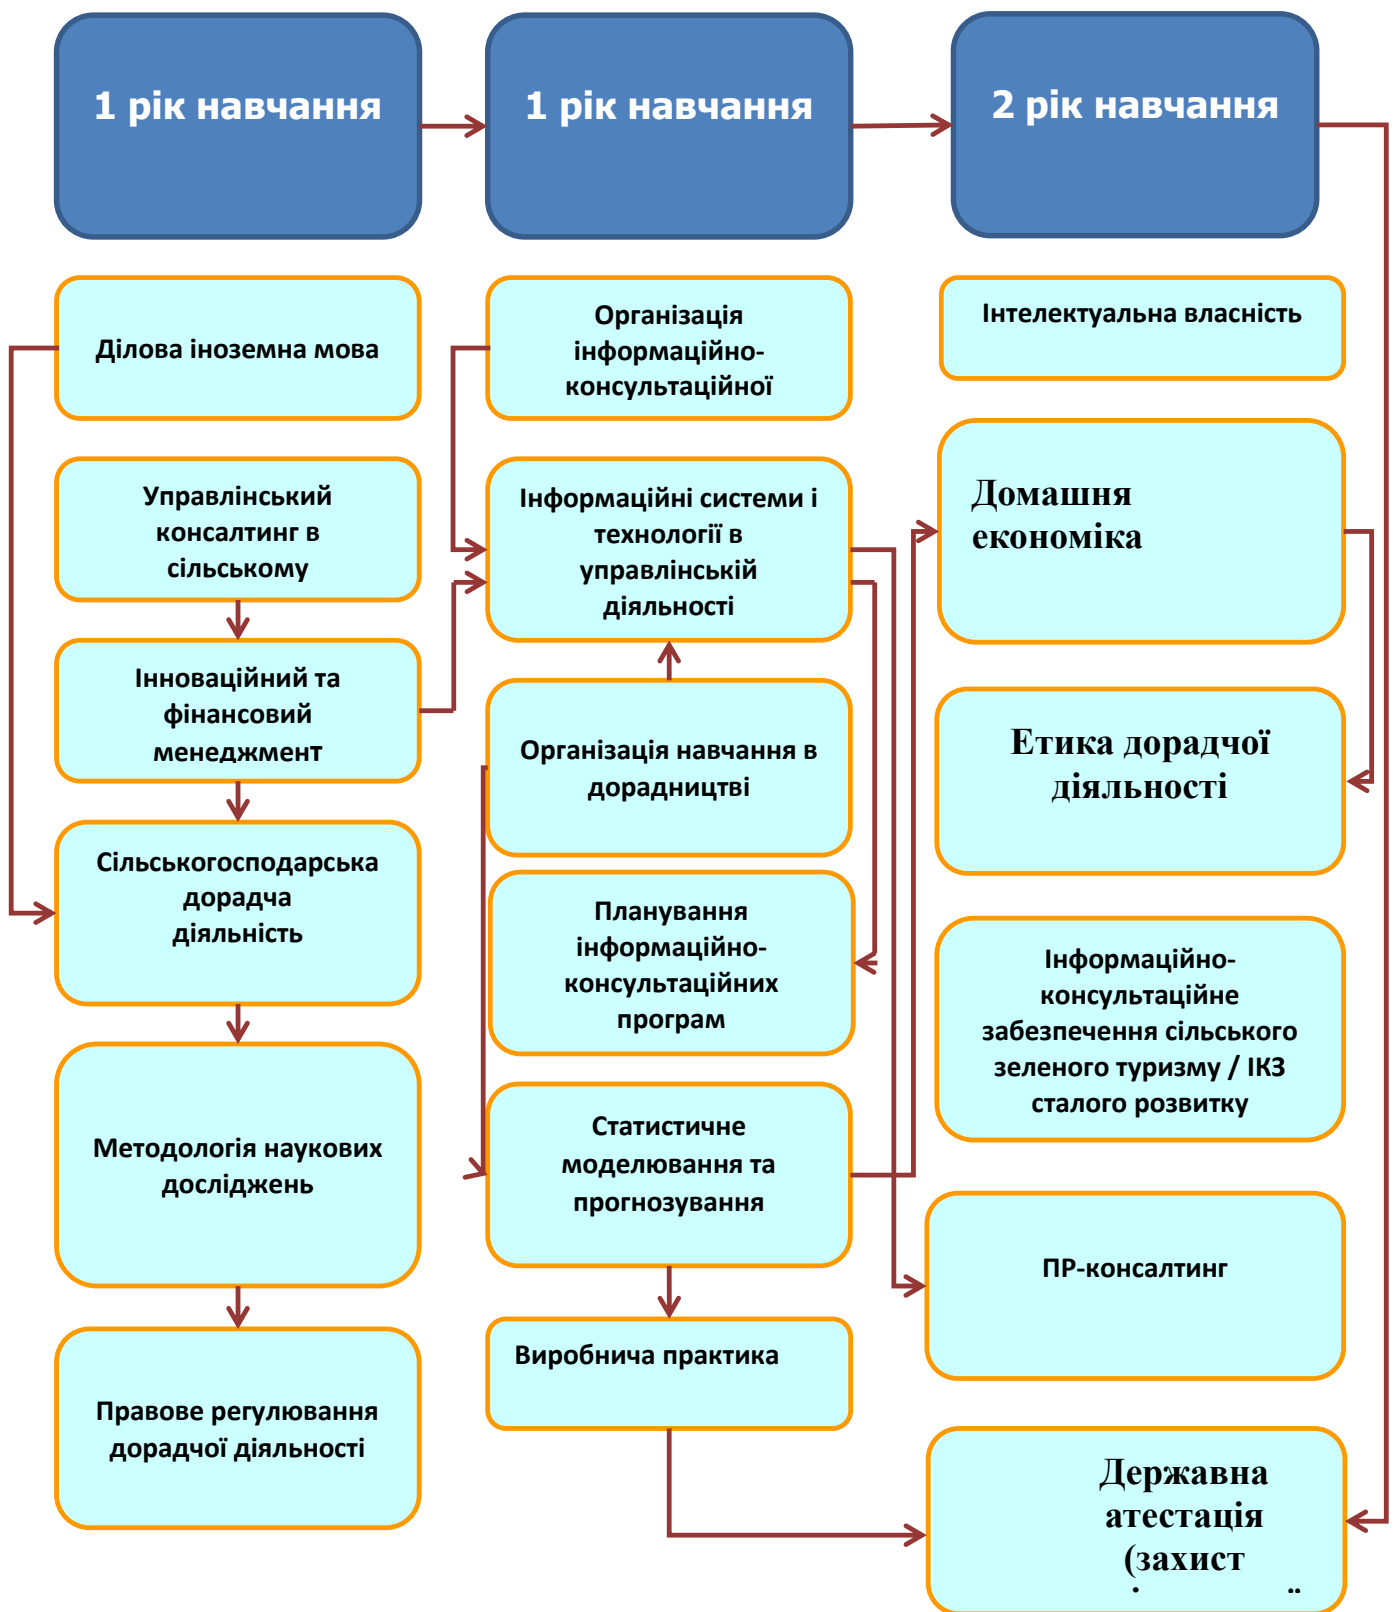 1 рік навчання
1 рік навчання
2 рік навчання
Ділова іноземна мова
Управлінський
консалтинг в
сільському
Інноваційний та
фінансовий
менеджмент
Сільськогосподарська
дорадча
діяльність
Методологія наукових
досліджень
Правове регулювання
дорадчої діяльності
Організація
інформаційно-
консультаційної
Інформаційні системи і
технології в
управлінській
діяльності
Організація навчання в
дорадництві
Планування
інформаційно-
консультаційних
програм
Статистичне
моделювання та
прогнозування
Виробнича практика
Інтелектуальна власність
Домашня
економіка
Етика дорадчої
діяльності
Інформаційно-
консультаційне
забезпечення сільського
зеленого туризму / ІКЗ
сталого розвитку
ПР-консалтинг
Державна
атестація
(захист